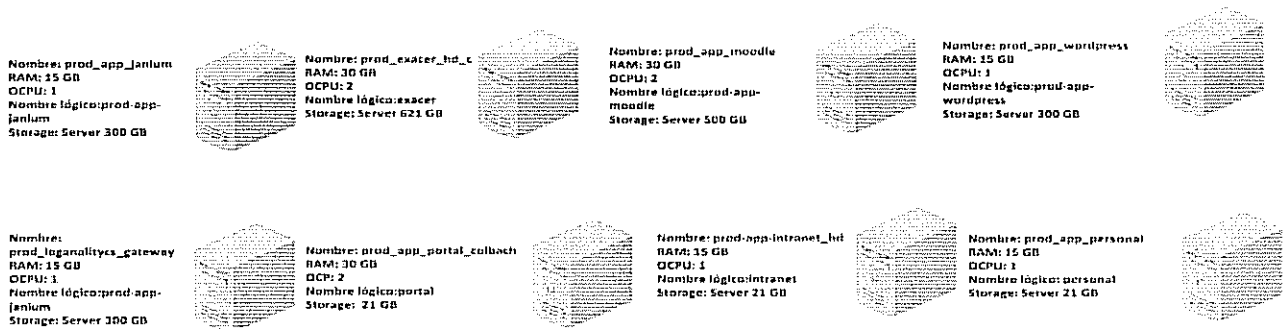 Nombre: prod_app_janium
RAM: 15 GB
OCPU: 1
Nombre lógico:prod-app-
janium
Storage: Server 300 GB
Nombre: prod_exacer_hd_c
RAM: 30 GB
OCPU: 2
Nombre lógico:exacer
Storage: Server 621 GB
Nombre: prod_app_moodle
RAM: 30 GB
OCPU: 2
Nombre lógico:prod-app-
moodle
Storage: Server 500 GB
Nombre: prod_app_wordpress
RAM: 15 GB
OCPU: 1
Nombre lógico:prod-app-
wordpress
Storage: Server 300 GB
Nombre:
prod_loganalitycs_gateway
RAM: 15 GB
OCPU: 1
Nombre lógico:prod-app-
janium
Storage: Server 300 GB
Nombre: prod_app_portal_colbach
RAM: 30 GB
OCP: 2
Nombre lógico:portal
Storage: 21 GB
Nombre: prod-app-intranet_hd
RAM: 15 GB
OCPU: 1
Nombre lógico:intranet
Storage: Server 21 GB
Nombre: prod_app_personal
RAM: 15 GB
OCPU: 1
Nombre lógico: personal
Storage: Server 21 GB